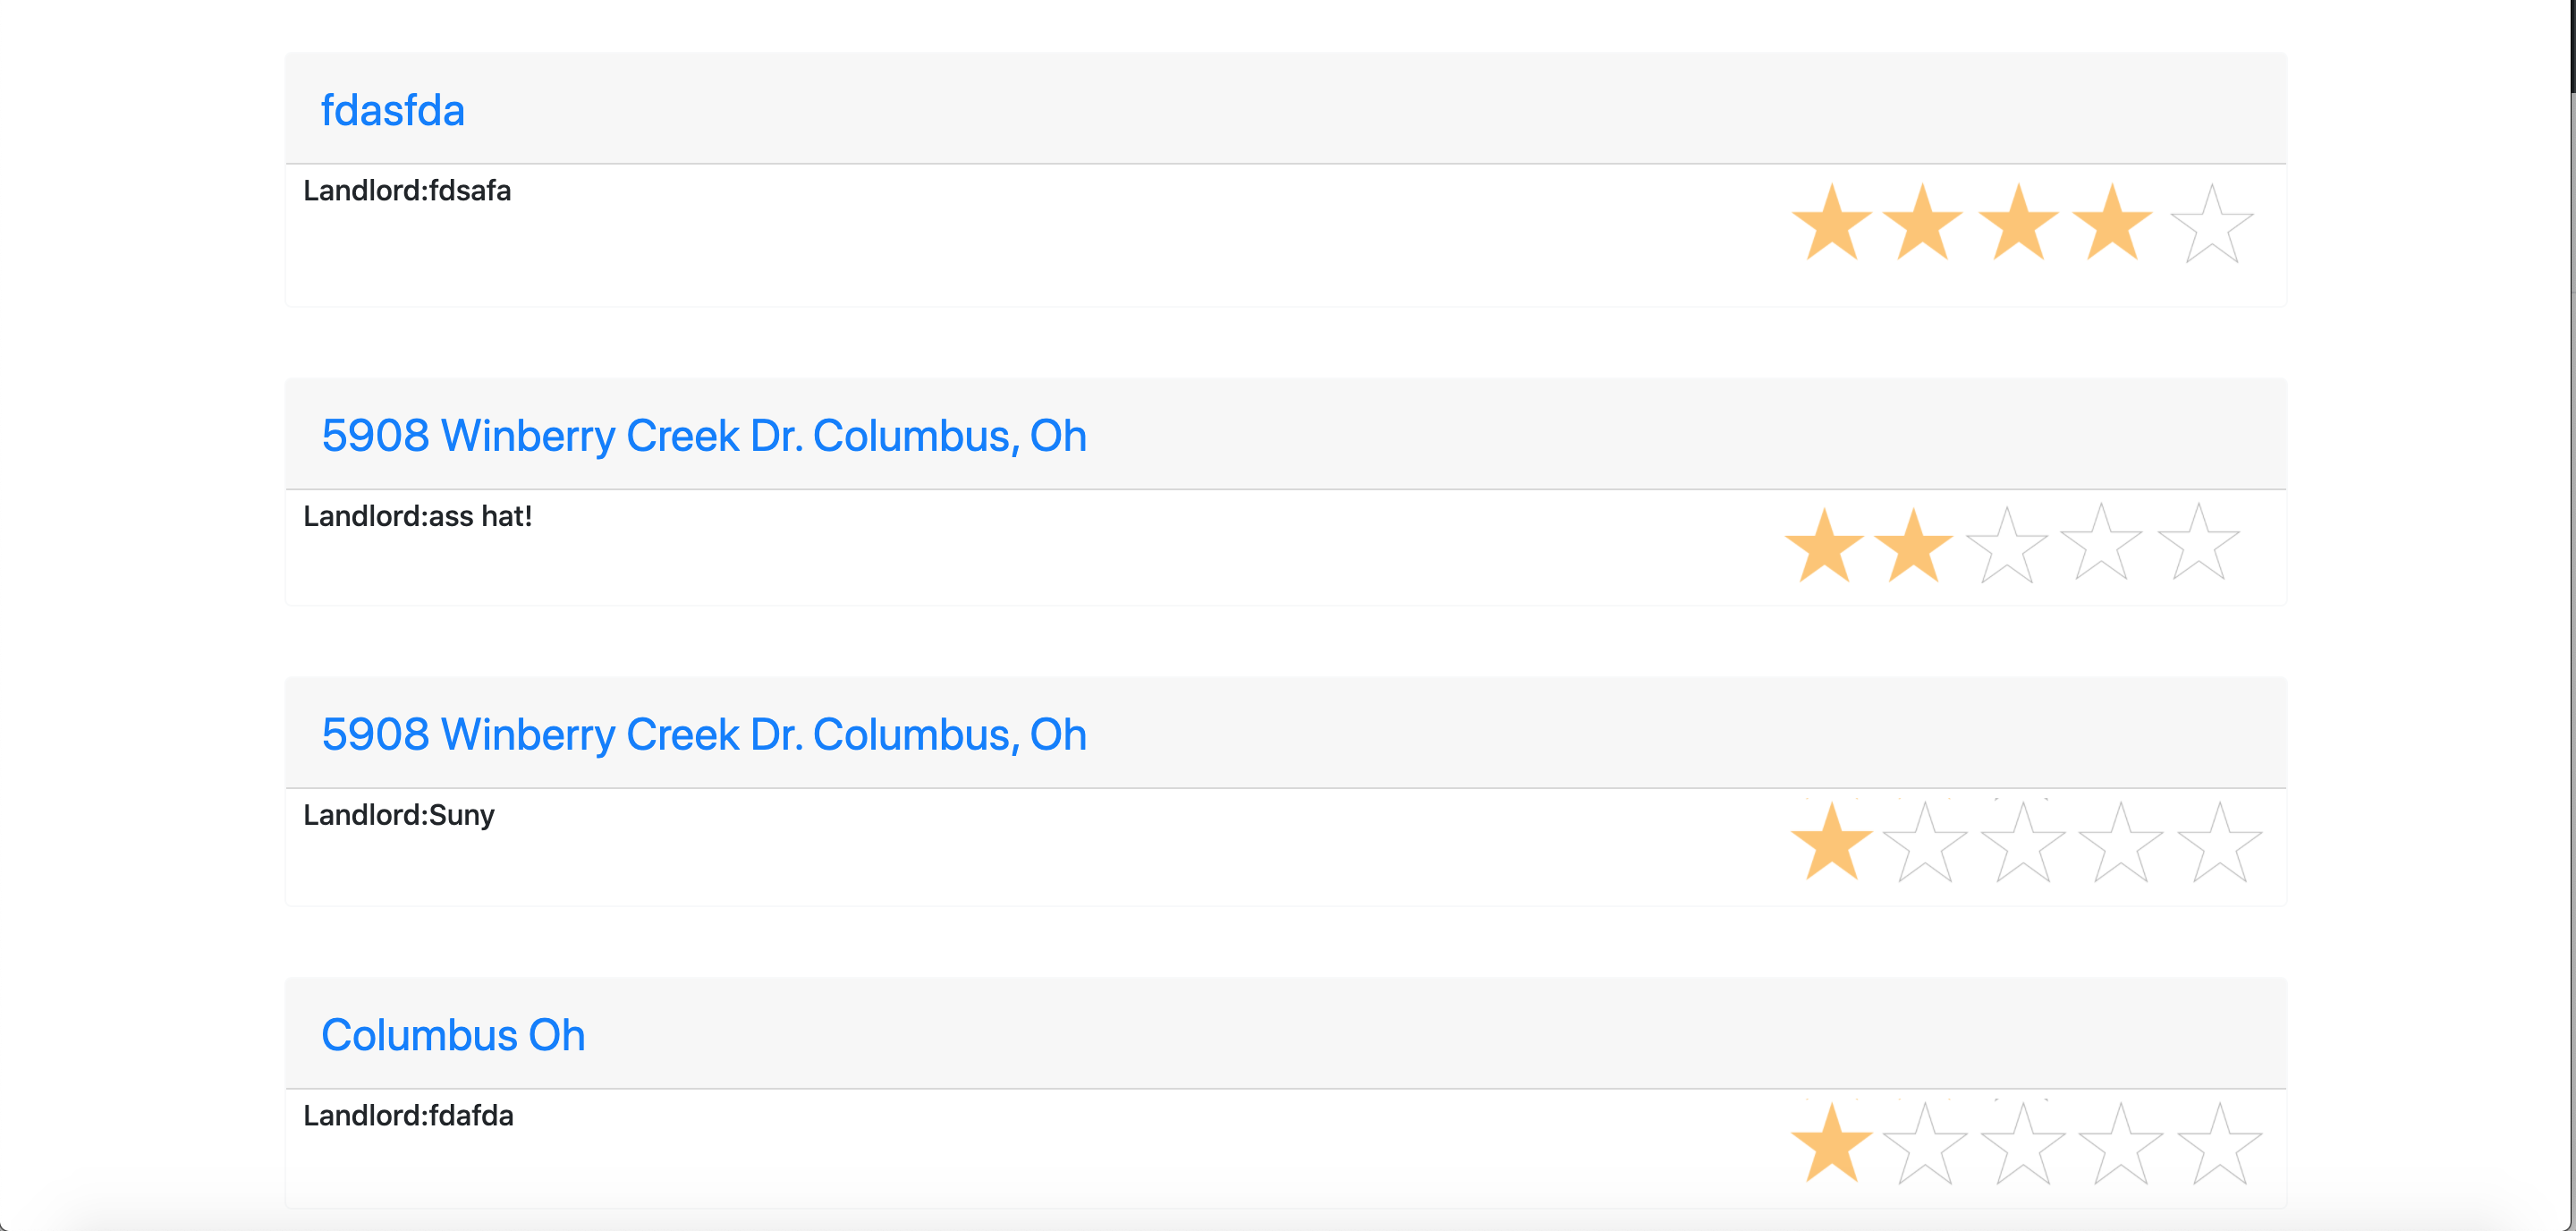 fdasfda
Landlord:fdsafa
5908 Winberry Creek Dr. Columbus, Oh
Landlord:ass hat!
5908 Winberry Creek Dr. Columbus, Oh
Landlord:Suny
Columbus Oh
Landlord:fdafda